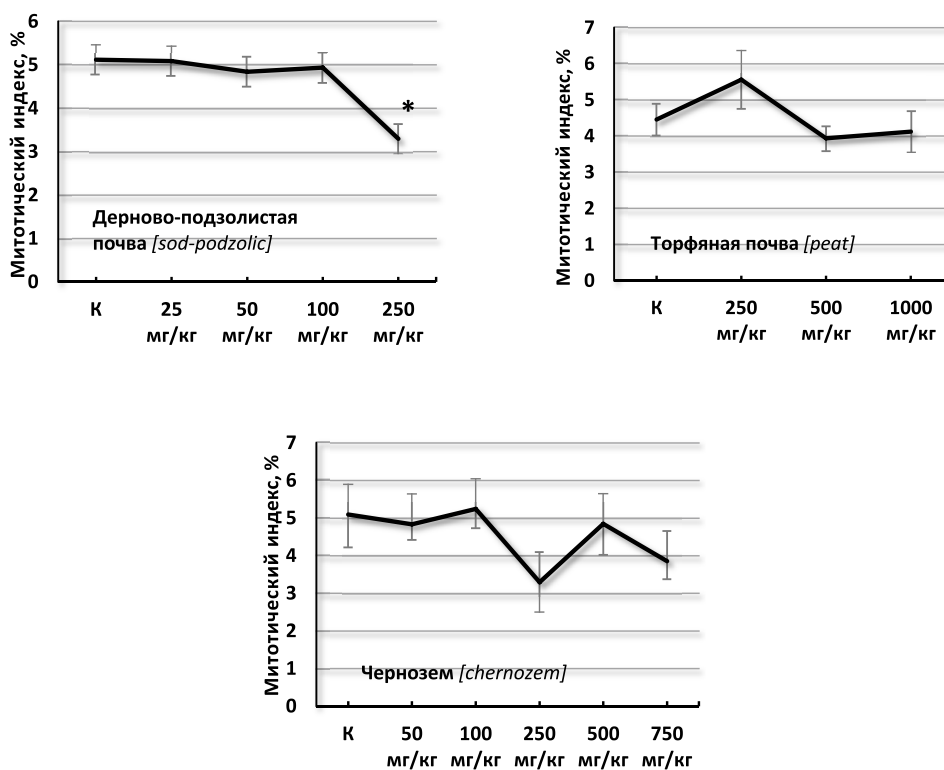 Митотический индекс, %
6
5
4
3
2
1
0
*
Дерново-подзолистая
почва [sod-podzolic]
К 25 50 100 250
мг/кг мг/кг мг/кг мг/кг
Митотический индекс, %
7
6
5
4
3
2
1
0
Торфяная почва [peat]
К 250 500 1000
мг/кг мг/кг мг/кг
Митотический индекс, %
7
6
5
4
3
2
1
0
Чернозем [chernozem]
К 50 100 250 500 750
мг/кг мг/кг мг/кг мг/кг мг/кг